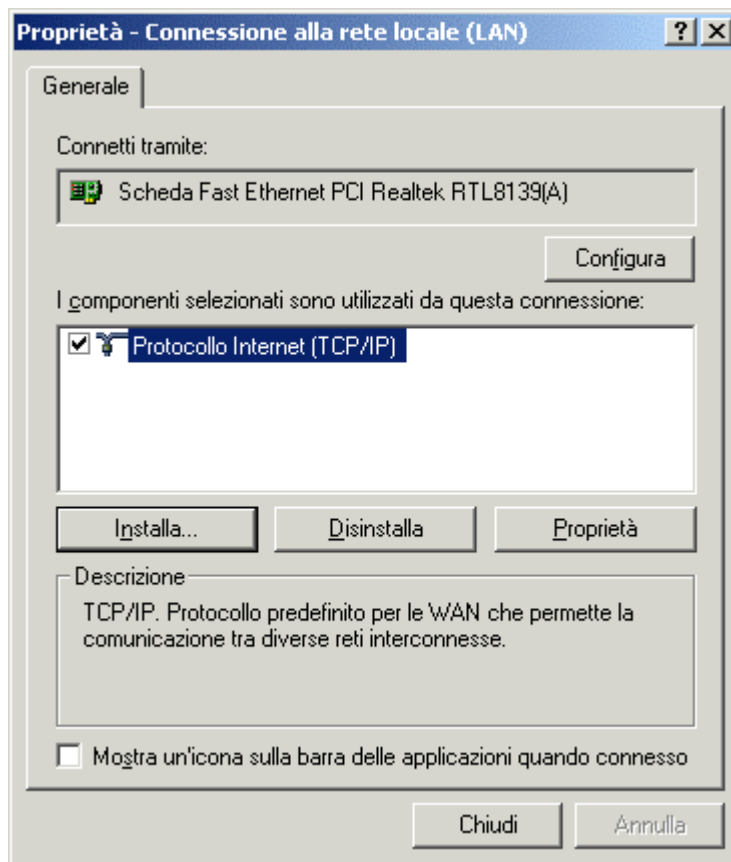 Proprietà - Connessione alla rete locale (LAN)
Generale
Connetti tramite:
Scheda Fast Ethernet PCI Realtek RTL8139(A)
Configura
I componenti selezionati sono utilizzati da questa connessione:
Protocollo Internet (TCP/IP)
Installa... Disinstalla Proprietà
Descrizione
TCP/IP. Protocollo predefinito per le WAN che permette la
comunicazione tra diverse reti interconnesse.
Mostra un'icona sulla barra delle applicazioni quando connesso
Chiudi Annulla